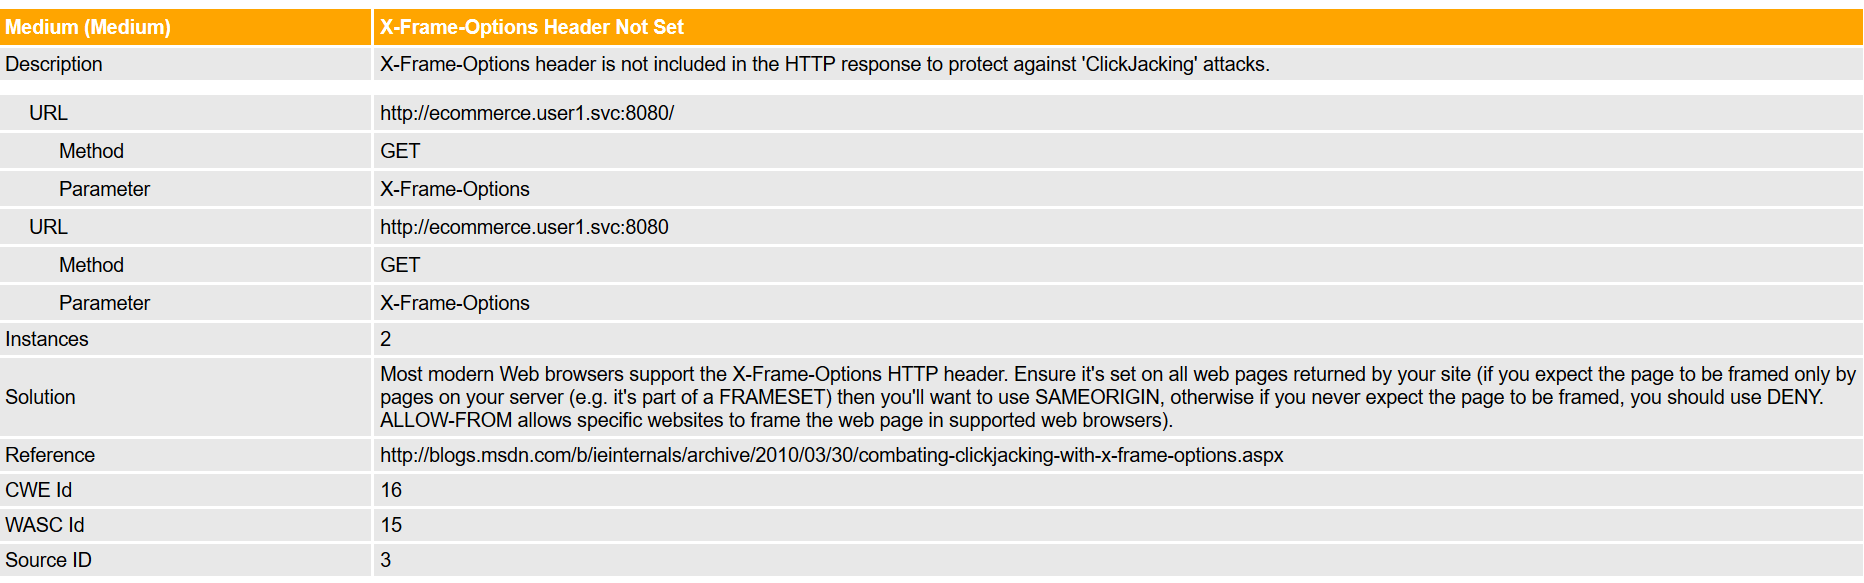 Medium (Medium) X-Frame-Options Header Not Set
Description X-Frame-Options header is not included in the HTTP response to protect against 'ClickJacking' attacks.
URL http://ecommerce.user1.svc:8080/
Method GET
Parameter X-Frame-Options
URL http://ecommerce.user1.svc:8080
Method GET
Parameter X-Frame-Options
Instances 2
Solution Most modern Web browsers support the X-Frame-Options HTTP header. Ensure it's set on all web pages returned by your site (if you expect the page to be framed only by
pages on your server (e.g. it's part of a FRAMESET) then you'll want to use SAMEORIGIN, otherwise if you never expect the page to be framed, you should use DENY.
ALLOW-FROM allows specific websites to frame the web page in supported web browsers).
Reference http://blogs.msdn.com/b/ieinternals/archive/2010/03/30/combating-clickjacking-with-x-frame-options.aspx
CWE Id 16
WASC Id 15
Source ID 3